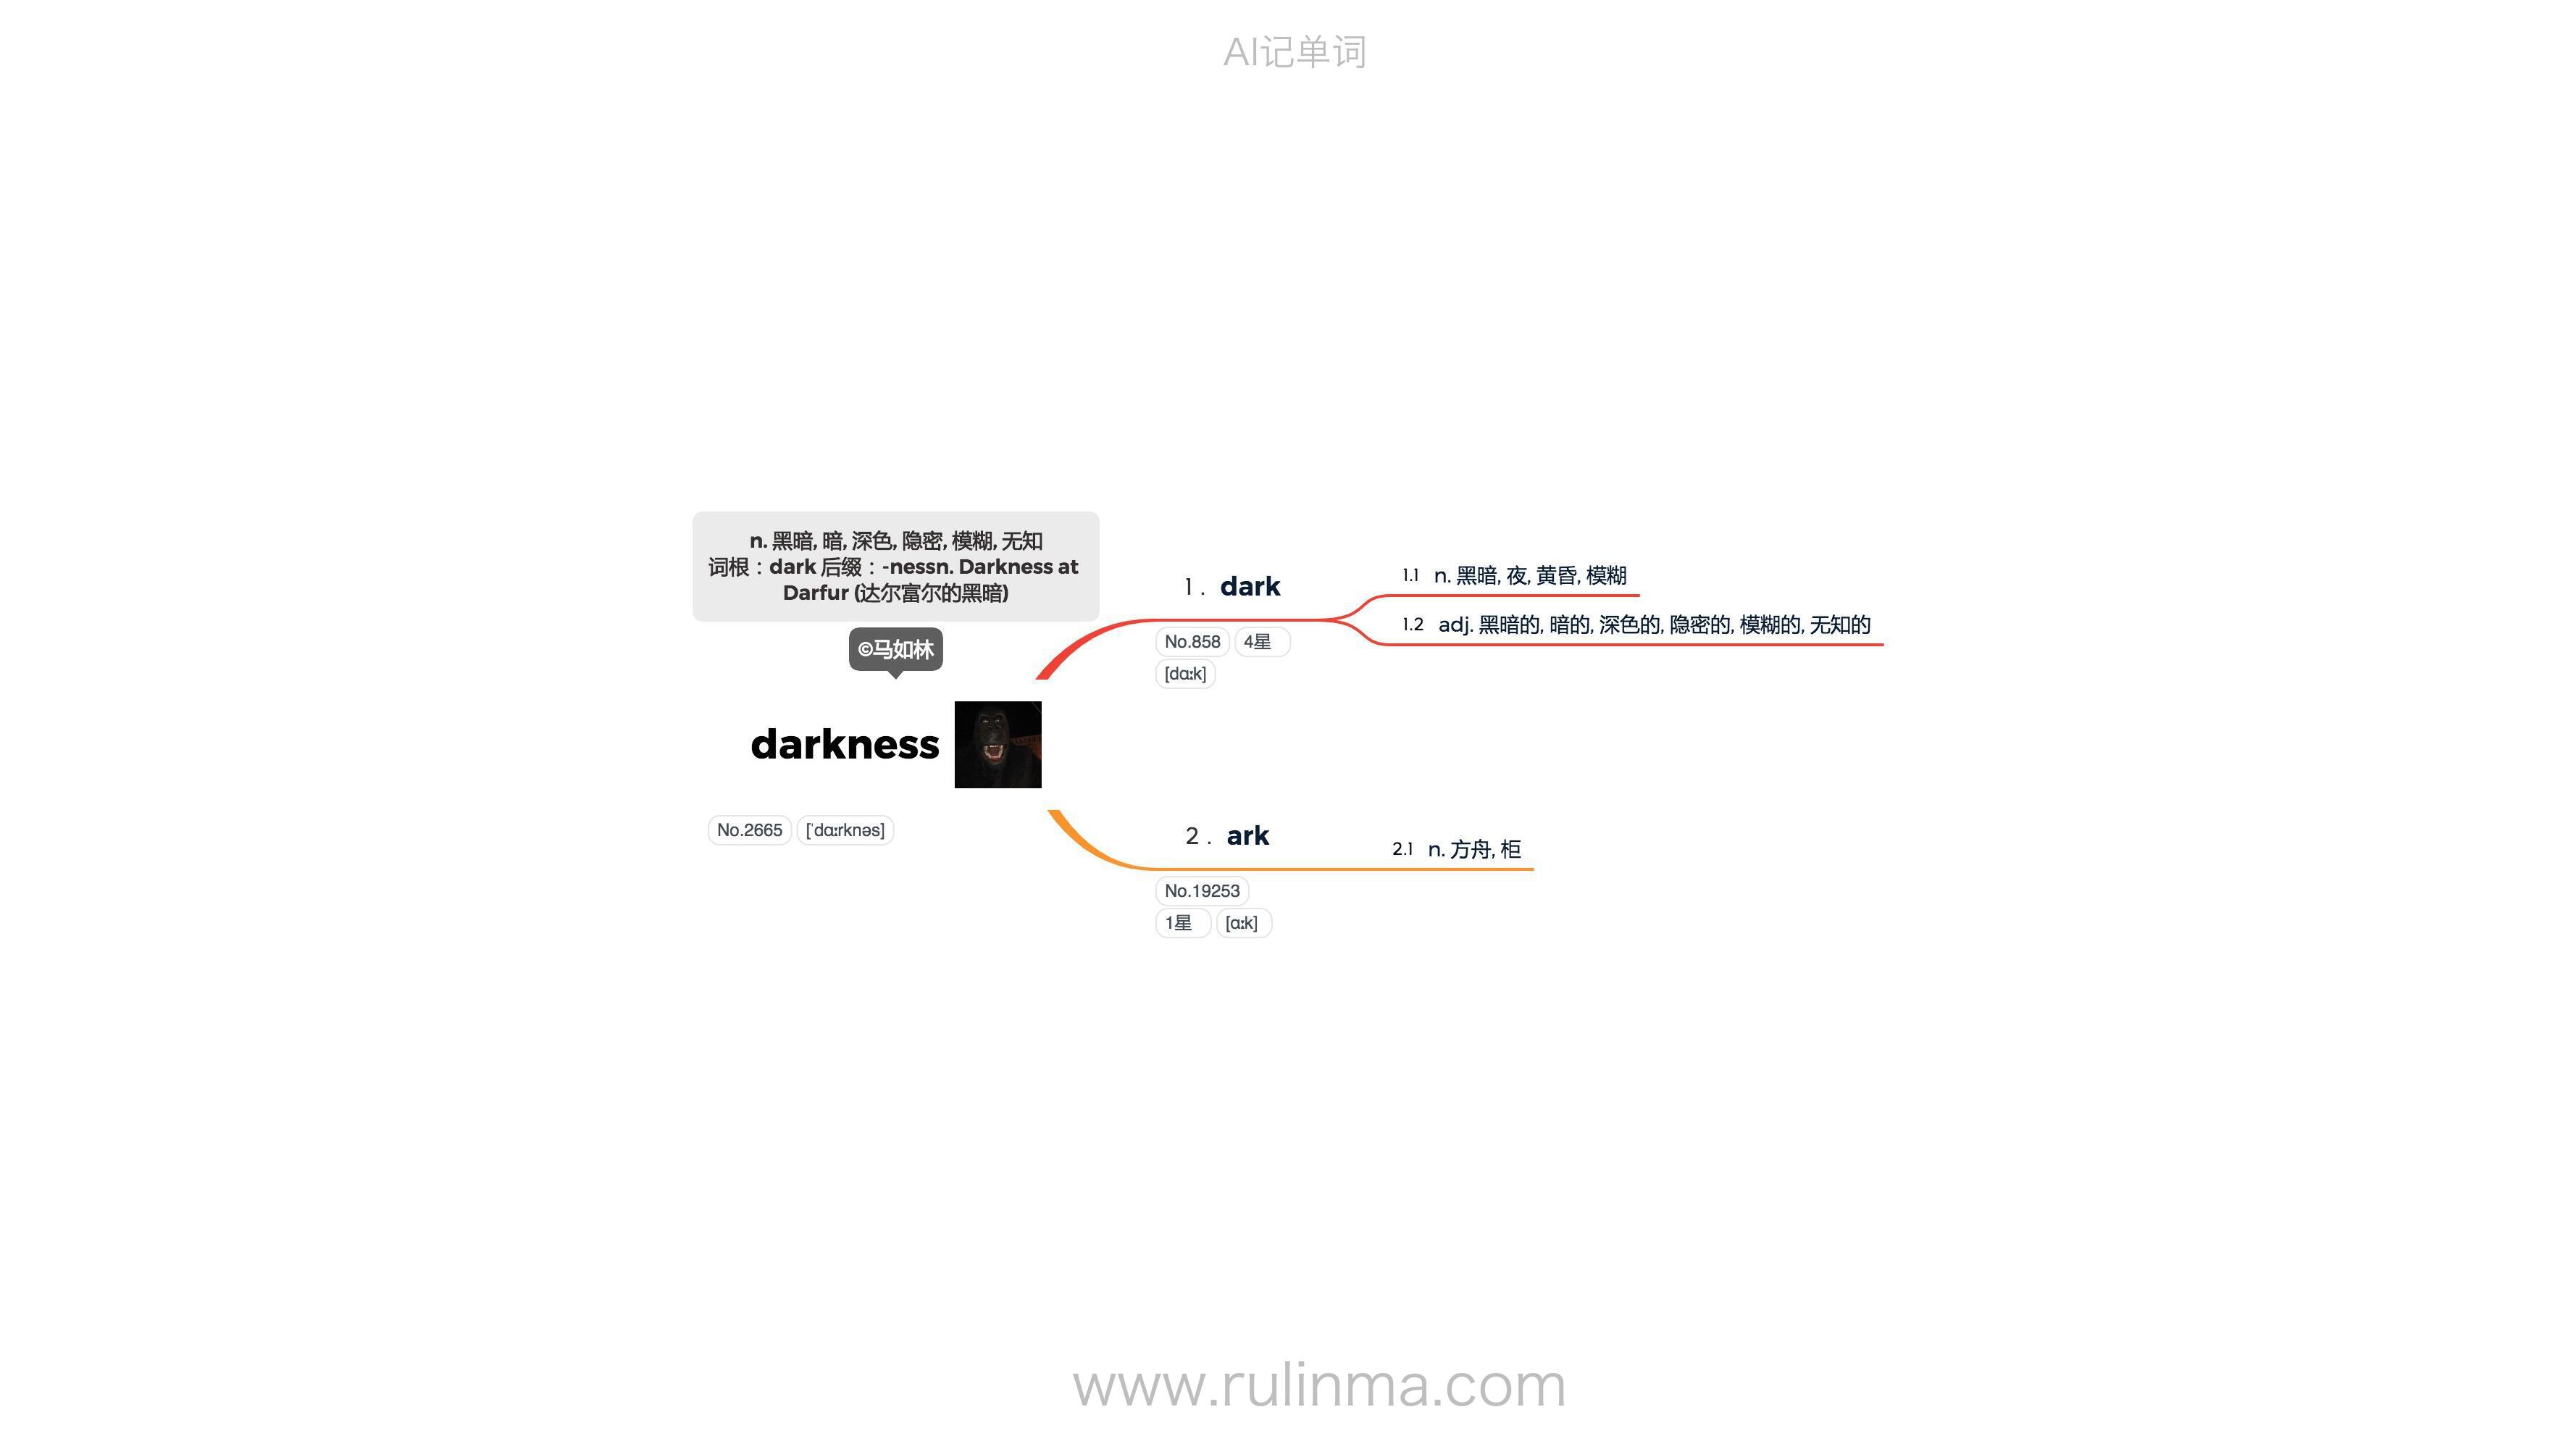 AI记单词
n. 黑暗, 暗, 深色, 隐密, 模糊, 无知
词根：dark 后缀：-nessn. Darkness at
Darfur (达尔富尔的黑暗)
©马如林
darkness
No.2665 [ˈdɑːrknəs]
1. dark
No.858 4星
[dɑːk]
1.1 n. 黑暗, 夜, 黄昏, 模糊
1.2 adj. 黑暗的, 暗的, 深色的, 隐密的, 模糊的, 无知的
2. ark
No.19253
1星 [ɑːk]
2.1 n. 方舟, 柜
www.rulinma.com